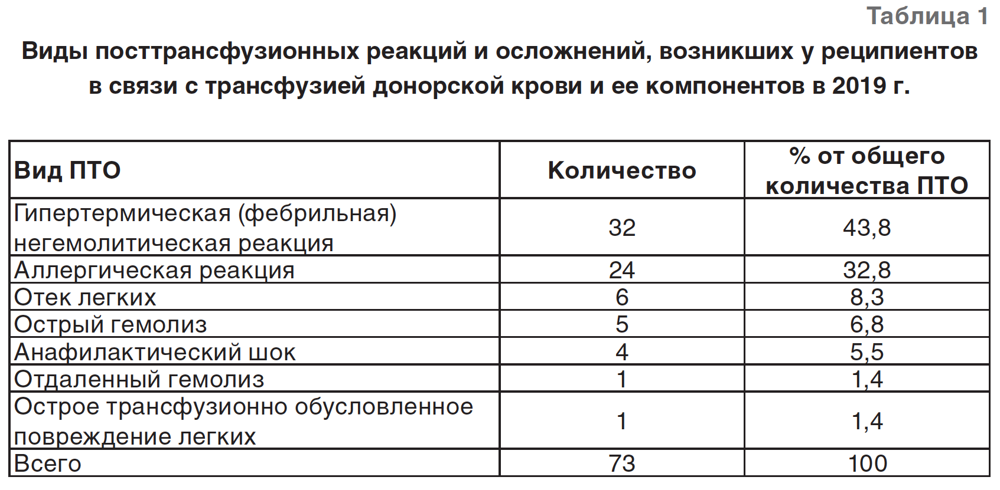 Таблица 1
Виды посттрансфузионных реакций и осложнений, возникших у реципиентов
в связи с трансфузией донорской крови и ее компонентов в 2019 г.
Вид ПТО Количество % от общего
количества ПТО
Гипертермическая (фебрильная)
негемолитическая реакция 32 43,8
Аллергическая реакция 24 32,8
Отек легких 6 8,3
Острый гемолиз 5 6,8
Анафилактический шок 4 5,5
Отдаленный гемолиз 1 1,4
Острое трансфузионно обусловленное
повреждение легких 1 1,4
Всего 73 100